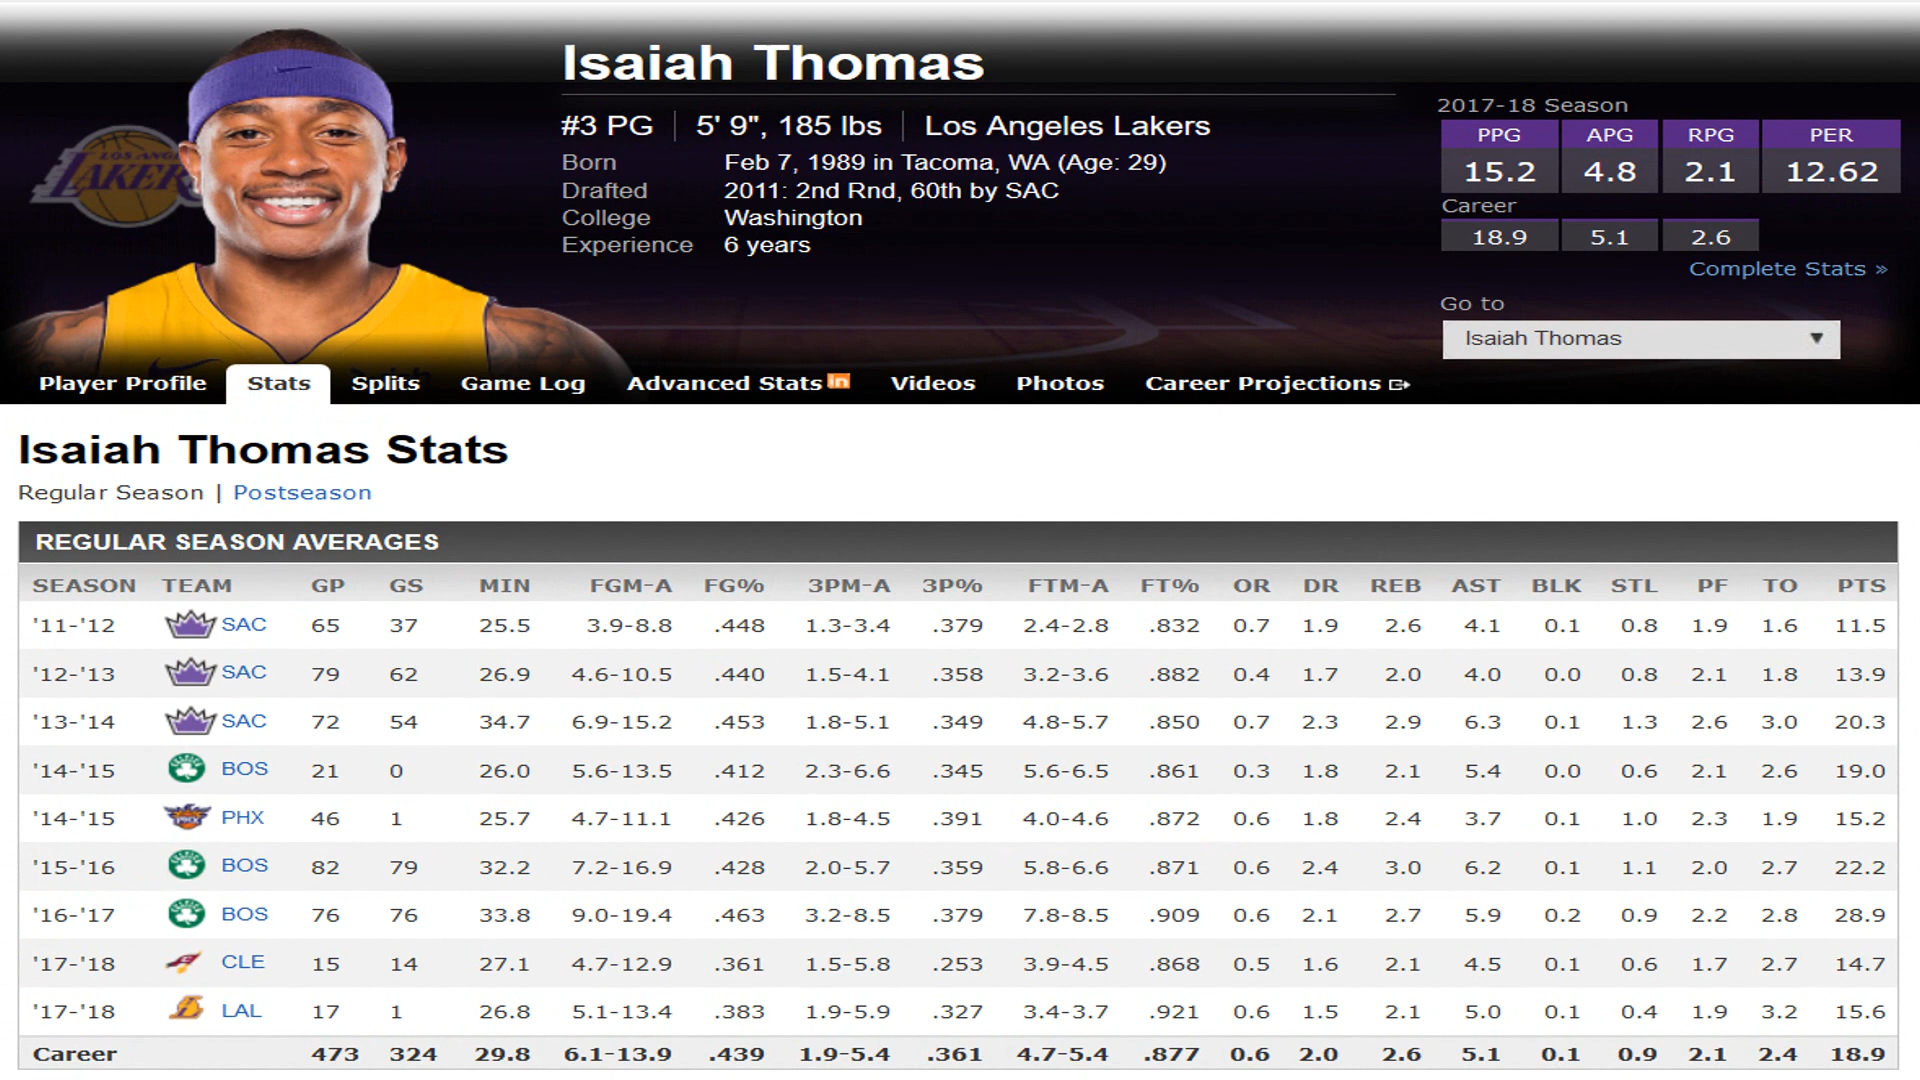 Isaiah Thomas
#3 PG 5' 9", 185 lbs Los Angeles Lakers
Born Feb 7, 1989 in Tacoma, WA (Age: 29)
Drafted 2011: 2nd Rnd, 60th by SAC
College Washington
Experience 6 years
LOS ANGE
LAKERS
2017-18 Season
PPG APG RPG PER
15.2 4.8 2.1 12.62
Career
18.9 5.1 2.6
Complete Stats »
Go to
Isaiah Thomas
Player Profile Stats Splits Game Log Advanced Stats in Videos Photos Career Projections
Isaiah Thomas Stats
Regular Season | Postseason
REGULAR SEASON AVERAGES
SEASON TEAM GP GS MIN FGM-A FG% 3PM-A 3P% FTM-A FT% OR DR REB AST BLK STL PF TO PTS
'11-'12 SAC 65 37 25.5 3.9-8.8 .448 1.3-3.4 .379 2.4-2.8 .832 0.7 1.9 2.6 4.1 0.1 0.8 1.9 1.6 11.5
'12-'13 SAC 79 62 26.9 4.6-10.5 .440 1.5-4.1 .358 3.2-3.6 .882 0.4 1.7 2.0 4.0 0.0 0.8 2.1 1.8 13.9
'13-'14 SAC 72 54 34.7 6.9-15.2 .453 1.8-5.1 .349 4.8-5.7 .850 0.7 2.3 2.9 6.3 0.1 1.3 2.6 3.0 20.3
'14-'15 BOS 21 0 26.0 5.6-13.5 .412 2.3-6.6 .345 5.6-6.5 .861 0.3 1.8 2.1 5.4 0.0 0.6 2.1 2.6 19.0
'14-'15 PHX 46 1 25.7 4.7-11.1 .426 1.8-4.5 .391 4.0-4.6 .872 0.6 1.8 2.4 3.7 0.1 1.0 2.3 1.9 15.2
'15-'16 BOS 82 79 32.2 7.2-16.9 .428 2.0-5.7 .359 5.8-6.6 .871 0.6 2.4 3.0 6.2 0.1 1.1 2.0 2.7 22.2
'16-'17 BOS 76 76 33.8 9.0-19.4 .463 3.2-8.5 .379 7.8-8.5 .909 0.6 2.1 2.7 5.9 0.2 0.9 2.2 2.8 28.9
'17-'18 CLE 15 14 27.1 4.7-12.9 .361 1.5-5.8 .253 3.9-4.5 .868 0.5 1.6 2.1 4.5 0.1 0.6 1.7 2.7 14.7
'17-'18 LAL 17 1 26.8 5.1-13.4 .383 1.9-5.9 .327 3.4-3.7 .921 0.6 1.5 2.1 5.0 0.1 0.4 1.9 3.2 15.6
Career 473 324 29.8 6.1-13.9 .439 1.9-5.4 .361 4.7-5.4 .877 0.6 2.0 2.6 5.1 0.1 0.9 2.1 2.4 18.9